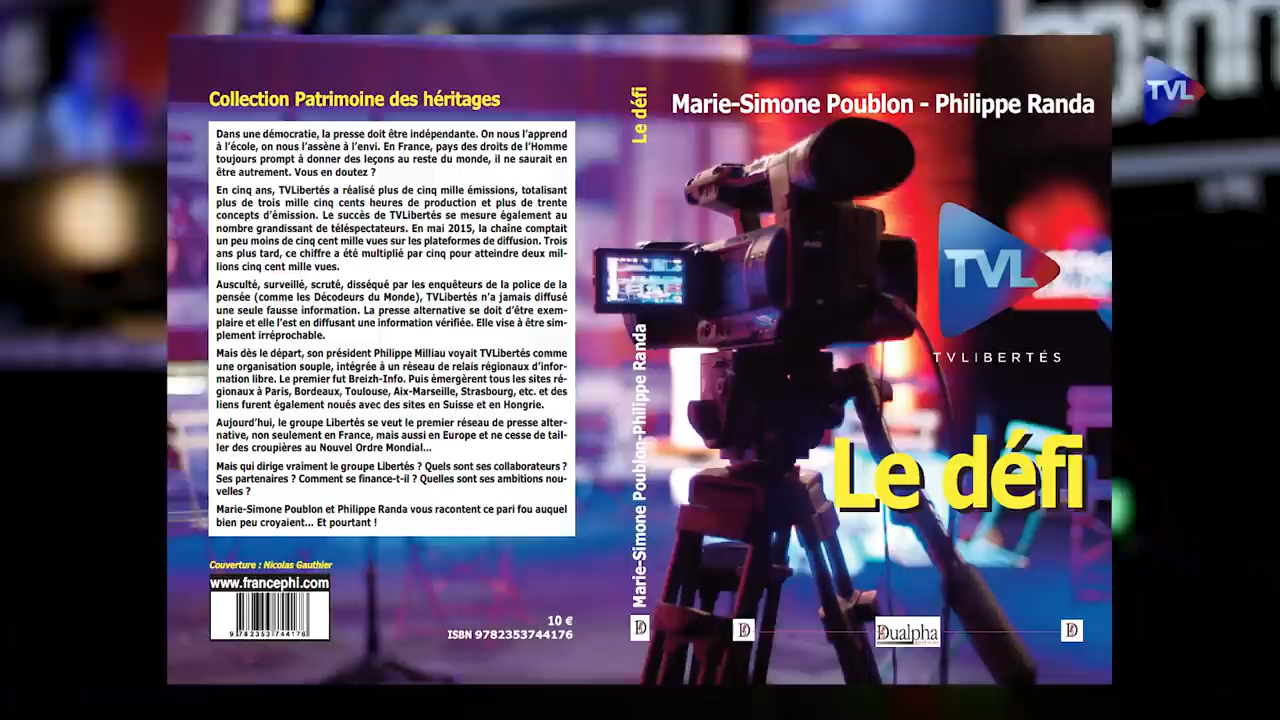 Collection Patrimoine des héritages
Dans une démocratie, la presse doit être indépendante. On nous l'apprend
à l'école, on nous l'assène à l'envi. En France, pays des droits de l'Homme
toujours prompt à donner des leçons au reste du monde, il ne saurait en
être autrement. Vous en doutez ?
En cinq ans, TVLibertés a réalisé plus de cinq mille émissions, totalisant
plus de trois mille cinq cents heures de production et plus de trente
concepts d'émission. Le succès de TVLibertés se mesure également au
nombre grandissant de téléspectateurs. En mai 2015, la chaîne comptait
un peu moins de cinq cent mille vues sur les plateformes de diffusion. Trois
ans plus tard, ce chiffre a été multiplié par cinq pour atteindre deux mil-
lions cinq cent mille vues.
Ausculté, surveillé, scruté, disséqué par les enquêteurs de la police de la
pensée (comme les Décodeurs du Monde), TVLibertés n'a jamais diffusé
une seule fausse information. La presse alternative se doit d'être exem-
plaire et elle l'est en diffusant une information vérifiée. Elle vise à être sim-
plement irréprochable.
Mais dès le départ, son président Philippe Milliau voyait TVLibertés comme
une organisation souple, intégrée à un réseau de relais régionaux d'infor-
mation libre. Le premier fut Breizh-Info. Puis émergèrent tous les sites ré-
gionaux à Paris, Bordeaux, Toulouse, Aix-Marseille, Strasbourg, etc. et des
liens furent également noués avec des sites en Suisse et en Hongrie.
Aujourd'hui, le groupe Libertés se veut le premier réseau de presse alter-
native, non seulement en France, mais aussi en Europe et ne cesse de tail-
ler des croupières au Nouvel Ordre Mondial...
Mais qui dirige vraiment le groupe Libertés ? Quels sont ses collaborateurs ?
Ses partenaires ? Comment se finance-t-il ? Quelles sont ses ambitions nou-
velles ?
Marie-Simone Poublon et Philippe Randa vous racontent ce pari fou auquel
bien peu croyaient... Et pourtant !
Couverture : Nicolas Gauthier
www.francephi.com
9 782353 744176
10 €
ISBN 9782353744176
Le défi
Marie-Simone Poublon-Philippe Randa
D
Marie-Simone Poublon - Philippe Randa
TVL
TVLIBERTÉS
Le défi
D
Dualpha
D
TVL